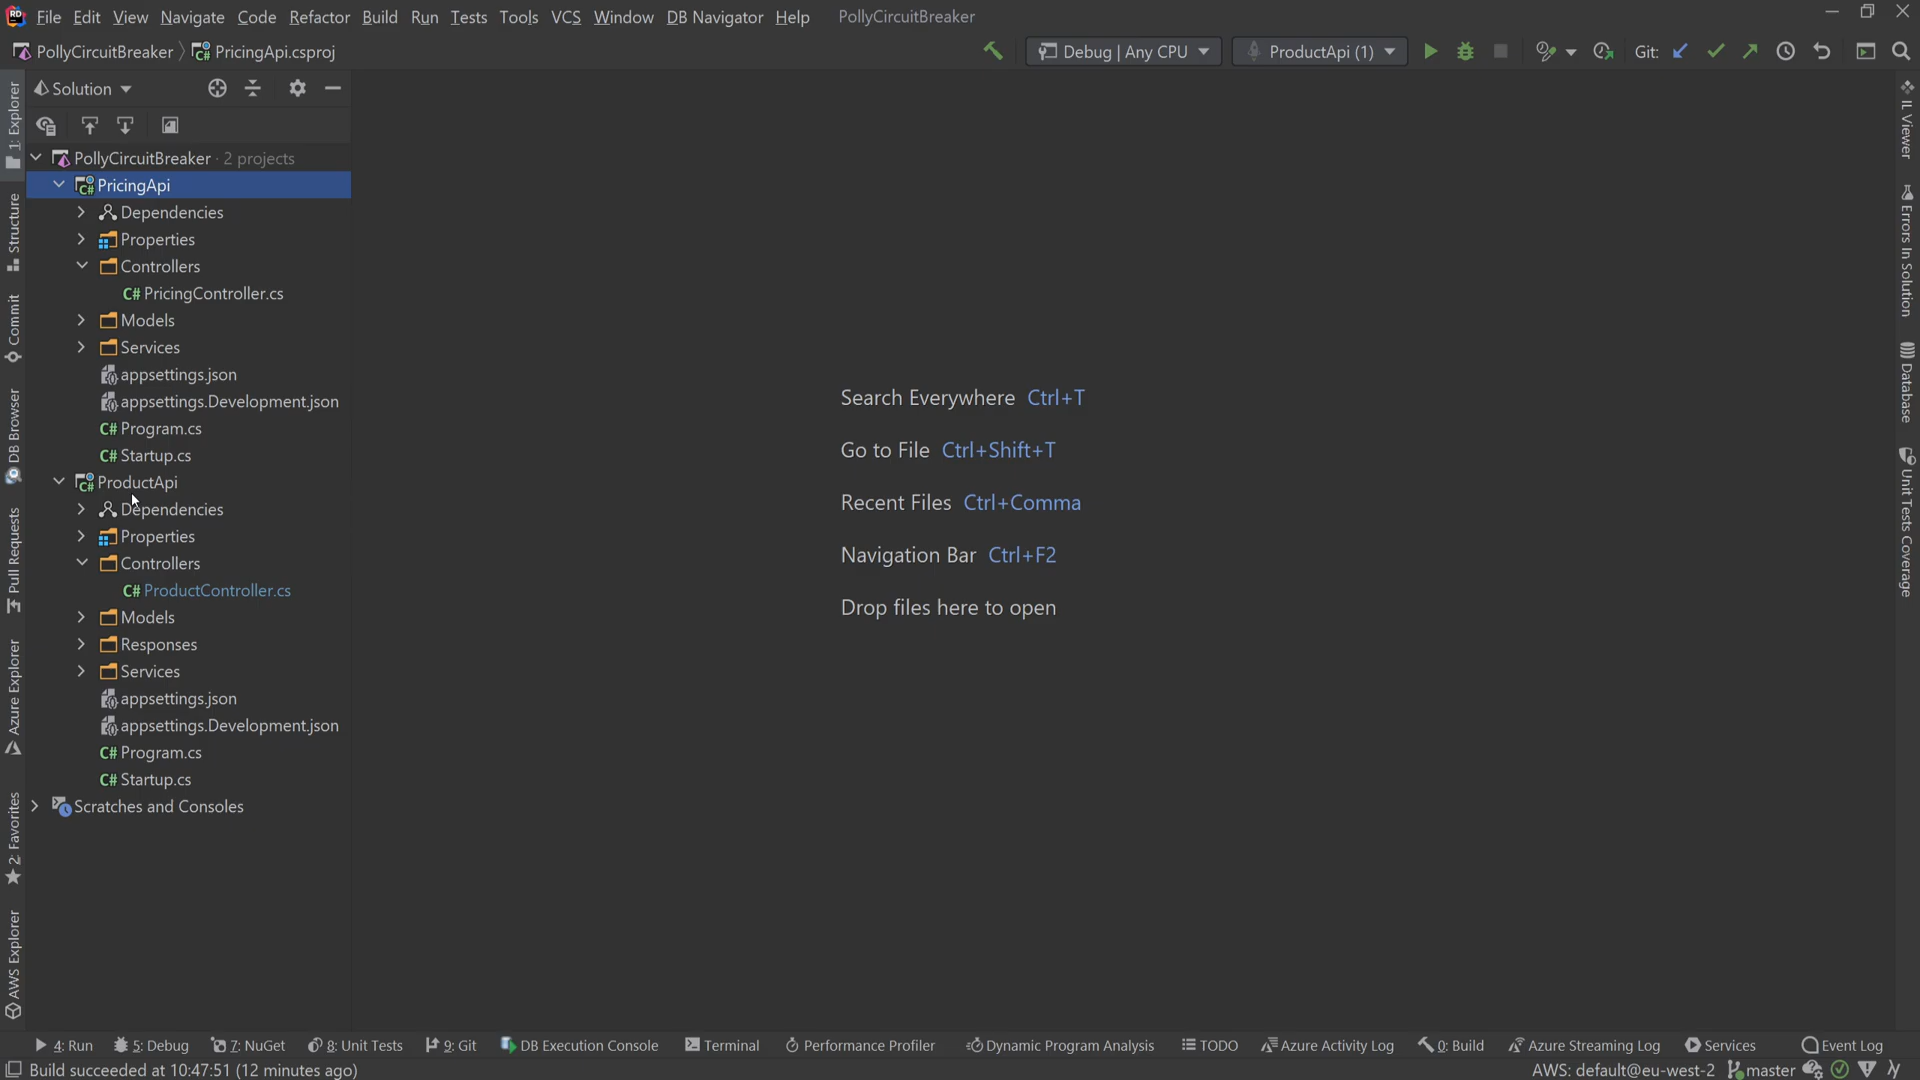 File Edit View Navigate Code Refactor Build Run Tests Tools VCS Window DB Navigator Help PollyCircuitBreaker
PollyCircuitBreaker PricingApi.csproj Debug | Any CPU ProductApi (1) Git:
Solution
PollyCircuitBreaker · 2 projects
PricingApi
Dependencies
Properties
Controllers
C# PricingController.cs
Models
Services
appsettings.json
appsettings.Development.json
C# Program.cs
C# Startup.cs
ProductApi
Dependencies
Properties
Controllers
C# ProductController.cs
Models
Responses
Services
appsettings.json
appsettings.Development.json
C# Program.cs
C# Startup.cs
Scratches and Consoles
1: Explorer
Structure
Commit
DB Browser
Pull Requests
Azure Explorer
2: Favorites
AWS Explorer
Search Everywhere Ctrl+T
Go to File Ctrl+Shift+T
Recent Files Ctrl+Comma
Navigation Bar Ctrl+F2
Drop files here to open
IL Viewer
Errors In Solution
Database
Unit Tests Coverage
4: Run 5: Debug 7: NuGet 8: Unit Tests 9: Git DB Execution Console Terminal Performance Profiler Dynamic Program Analysis TODO Azure Activity Log 0: Build Azure Streaming Log Services Event Log
Build succeeded at 10:47:51 (12 minutes ago) AWS: default@eu-west-2 master